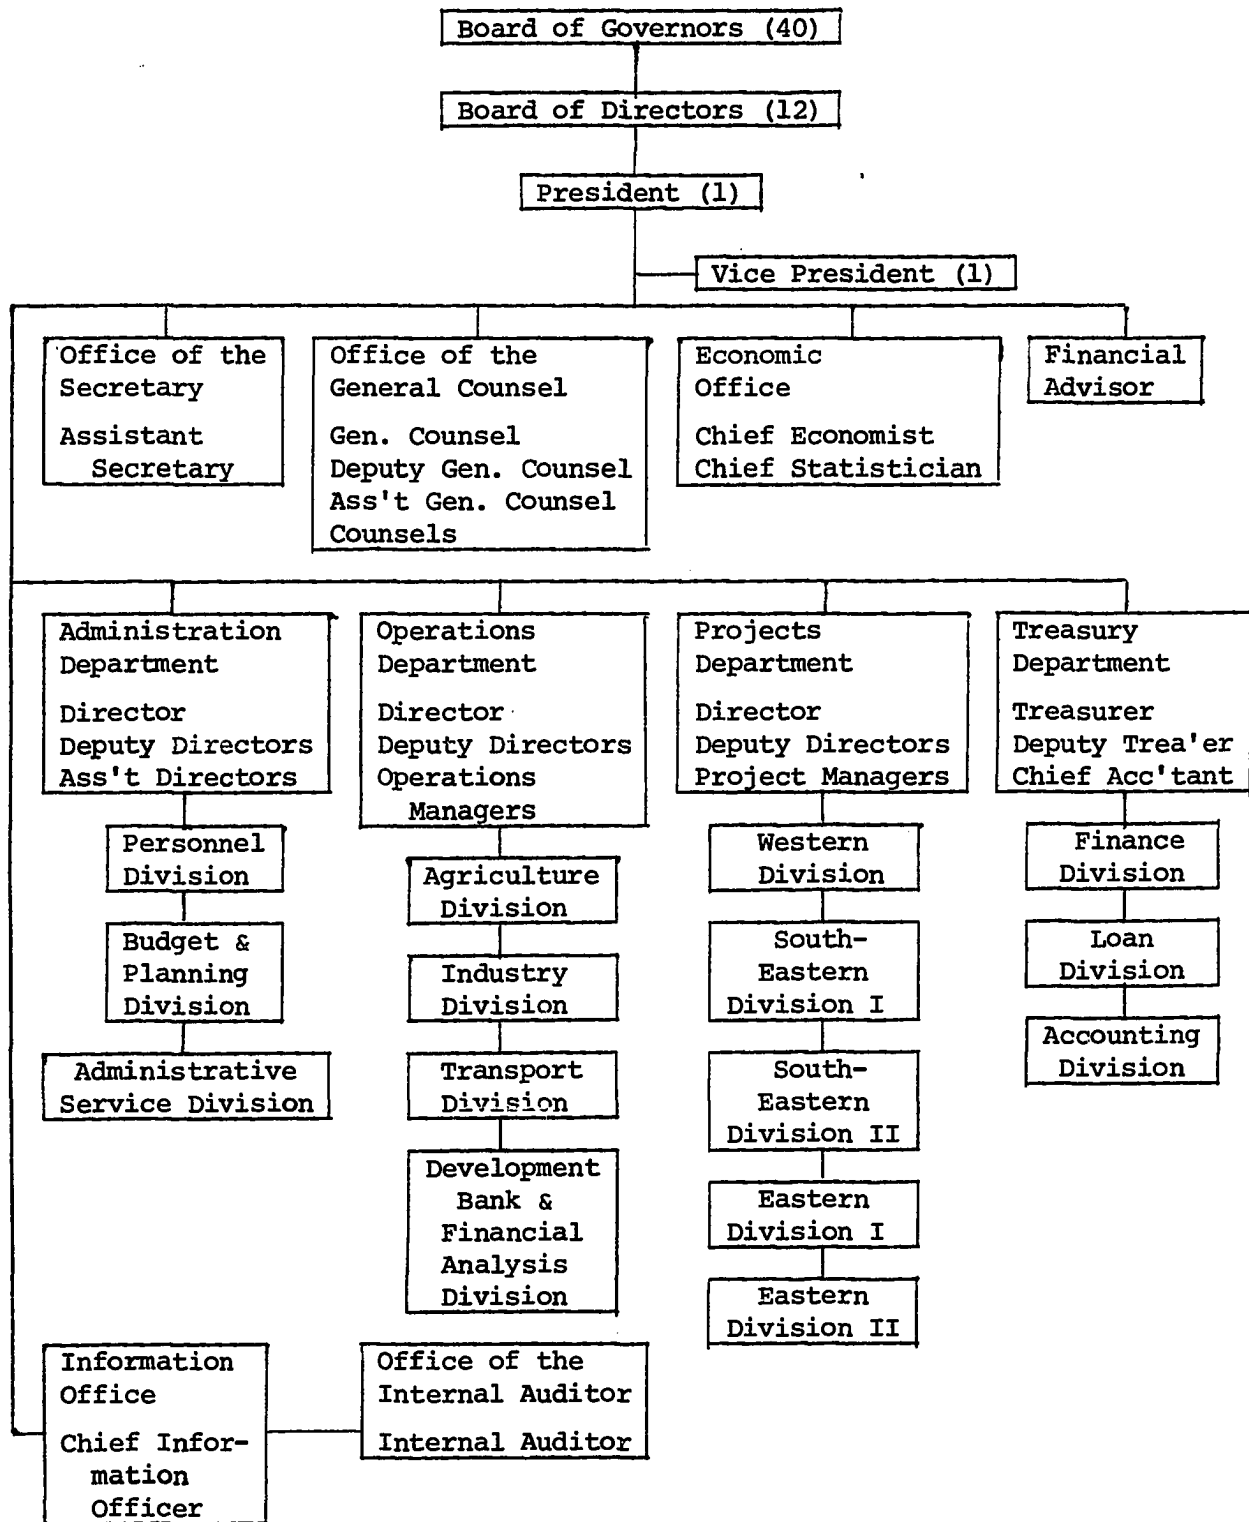 Board of Governors (40)
Board of Directors (12)
President (1)
Vice President (1)
Office of the
Secretary
Assistant
Secretary
Office of the
General Counsel
Gen. Counsel
Deputy Gen. Counsel
Ass't Gen. Counsel
Counsels
Economic
Office
Chief Economist
Chief Statistician
Financial
Advisor
Administration
Department
Director
Deputy Directors
Ass't Directors
Personnel
Division
Budget &
Planning
Division
Administrative
Service Division
Operations
Department
Director
Deputy Directors
Operations
Managers
Agriculture
Division
Industry
Division
Transport
Division
Development
Bank &
Financial
Analysis
Division
Projects
Department
Director
Deputy Directors
Project Managers
Western
Division
South-
Eastern
Division I
South-
Eastern
Division II
Eastern
Division I
Eastern
Division II
Treasury
Department
Treasurer
Deputy Trea'er
Chief Acc'tant
Finance
Division
Loan
Division
Accounting
Division
Information
Office
Chief Infor-
mation
Officer
Office of the
Internal Auditor
Internal Auditor